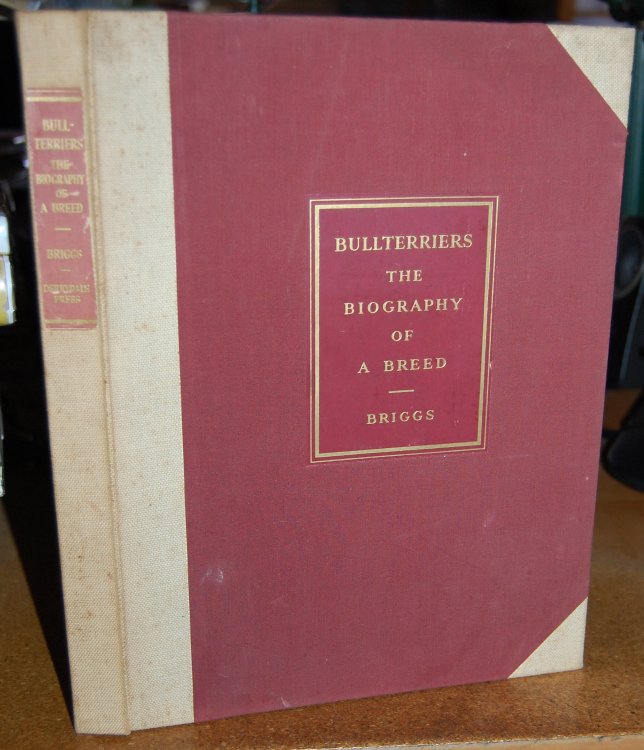 BULL-
TERRIERS
THE
BIOGRAPHY
OF
A BREED
BRIGGS
DERRYDALE
PRESS
BULLTERRIERS
THE
BIOGRAPHY
OF
A BREED
BRIGGS